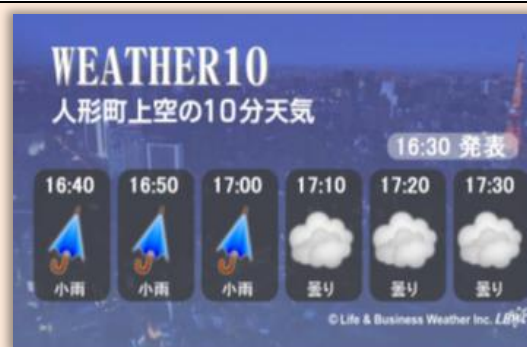 WEATHER10
人形町上空の10分天気
16:30 発表
16:40 16:50 17:00 17:10 17:20 17:30
小雨 小雨 小雨 曇り 曇り 曇り
© Life & Business Weather Inc.